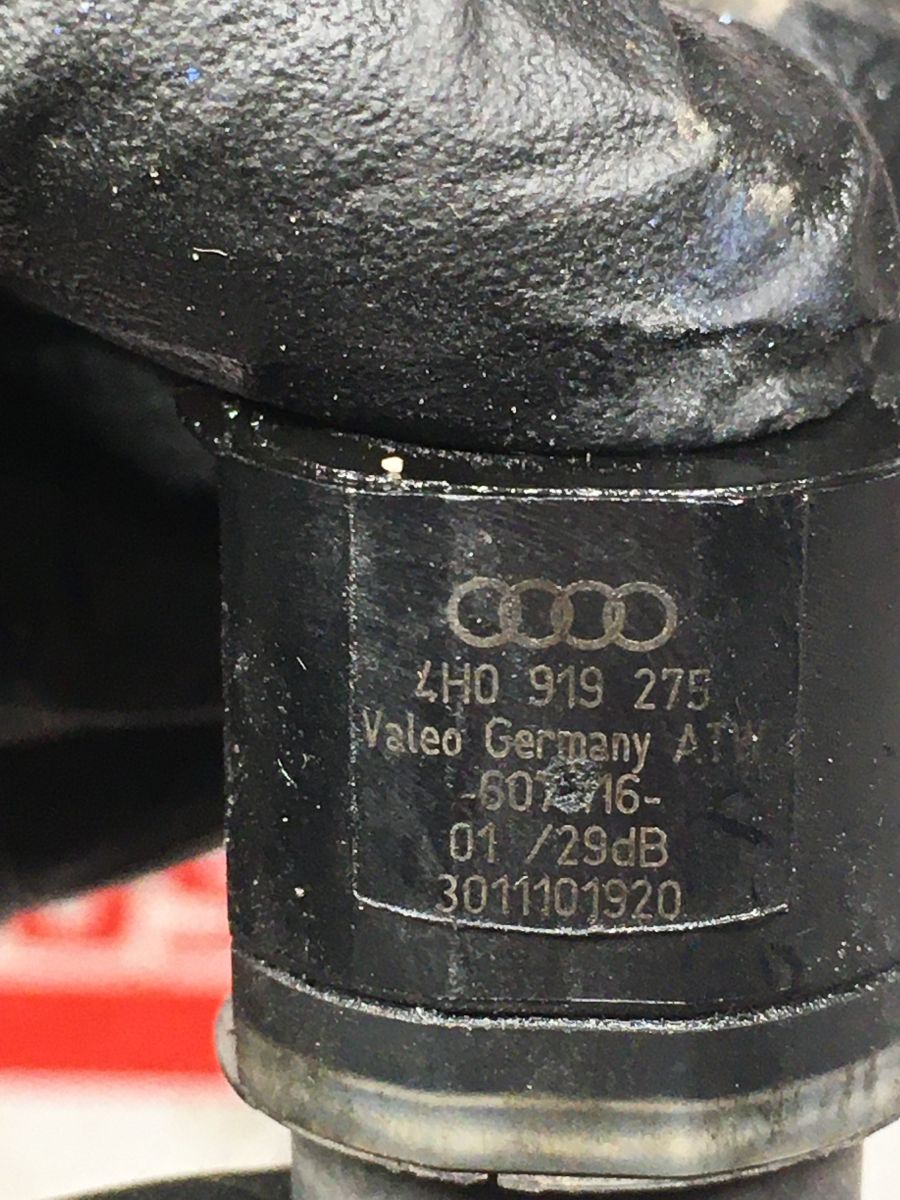 4H0 919 275
Valeo Germany ATW
01 /29dB
3011101920